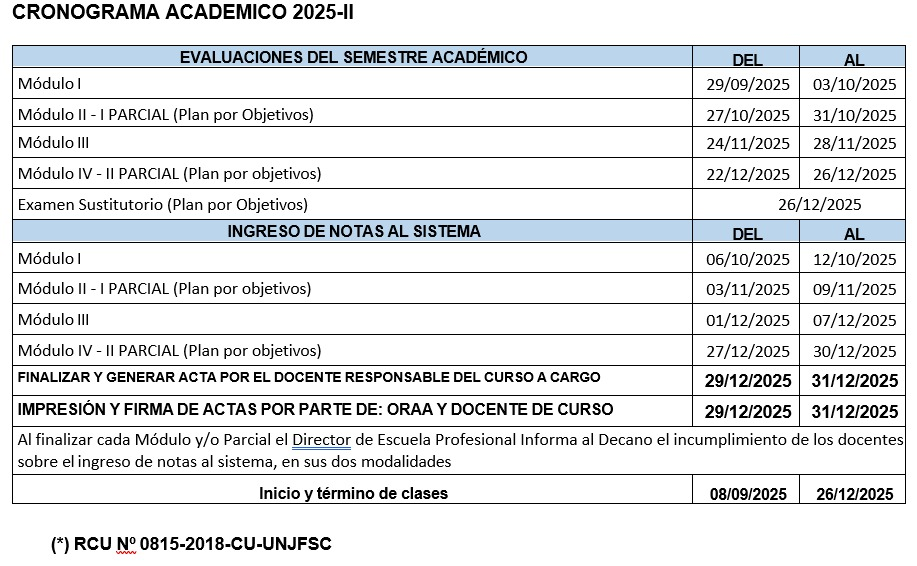 CRONOGRAMA ACADEMICO 2025-II
EVALUACIONES DEL SEMESTRE ACADÉMICO DEL AL
Módulo I 29/09/2025 03/10/2025
Módulo II - I PARCIAL (Plan por Objetivos) 27/10/2025 31/10/2025
Módulo III 24/11/2025 28/11/2025
Módulo IV - II PARCIAL (Plan por objetivos) 22/12/2025 26/12/2025
Examen Sustitutorio (Plan por Objetivos) 26/12/2025
INGRESO DE NOTAS AL SISTEMA DEL AL
Módulo I 06/10/2025 12/10/2025
Módulo II - I PARCIAL (Plan por objetivos) 03/11/2025 09/11/2025
Módulo III 01/12/2025 07/12/2025
Módulo IV - II PARCIAL (Plan por objetivos) 27/12/2025 30/12/2025
FINALIZAR Y GENERAR ACTA POR EL DOCENTE RESPONSABLE DEL CURSO A CARGO 29/12/2025 31/12/2025
IMPRESIÓN Y FIRMA DE ACTAS POR PARTE DE: ORAA Y DOCENTE DE CURSO 29/12/2025 31/12/2025
Al finalizar cada Módulo y/o Parcial el Director de Escuela Profesional Informa al Decano el incumplimiento de los docentes
sobre el ingreso de notas al sistema, en sus dos modalidades
Inicio y término de clases 08/09/2025 26/12/2025
(*) RCU Nº 0815-2018-CU-UNJFSC